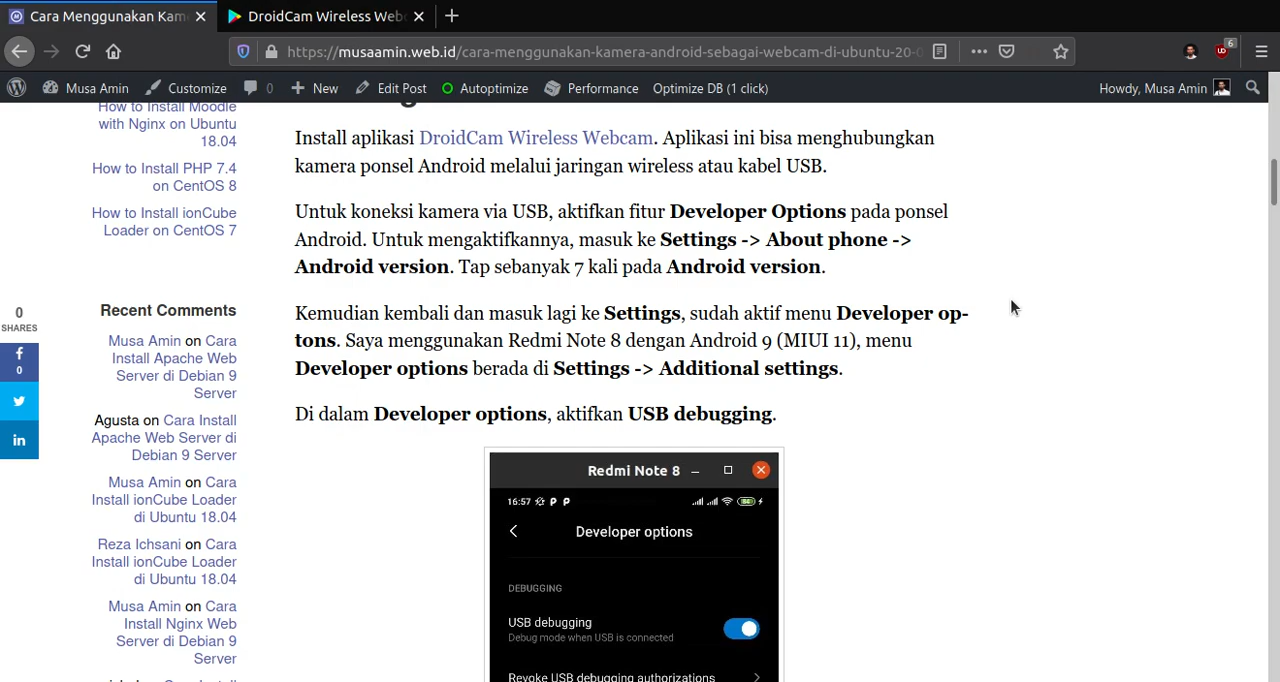 Cara Menggunakan Kam
DroidCam Wireless Web
https://musaamin.web.id/cara-menggunakan-kamera-android-sebagai-webcam-di-ubuntu-20-0
6
Musa Amin
Customize
0
New
Edit Post
Autoptimize
Performance
Optimize DB (1 click)
Howdy, Musa Amin
How to Install Moodle
with Nginx on Ubuntu
18.04
How to Install PHP 7.4
on CentOS 8
How to Install ionCube
Loader on CentOS 7
Recent Comments
Musa Amin on Cara
Install Apache Web
Server di Debian 9
Server
Agusta on Cara Install
Apache Web Server di
Debian 9 Server
Musa Amin on Cara
Install ionCube Loader
di Ubuntu 18.04
Reza Ichsani on Cara
Install ionCube Loader
di Ubuntu 18.04
Musa Amin on Cara
Install Nginx Web
Server di Debian 9
Server
0
SHARES
0
Install aplikasi DroidCam Wireless Webcam. Aplikasi ini bisa menghubungkan
kamera ponsel Android melalui jaringan wireless atau kabel USB.
Untuk koneksi kamera via USB, aktifkan fitur Developer Options pada ponsel
Android. Untuk mengaktifkannya, masuk ke Settings -> About phone ->
Android version. Tap sebanyak 7 kali pada Android version.
Kemudian kembali dan masuk lagi ke Settings, sudah aktif menu Developer op-
tons. Saya menggunakan Redmi Note 8 dengan Android 9 (MIUI 11), menu
Developer options berada di Settings -> Additional settings.
Di dalam Developer options, aktifkan USB debugging.
Redmi Note 8
16:57
Developer options
DEBUGGING
USB debugging
Debug mode when USB is connected
Revoke USB debugging authorizations